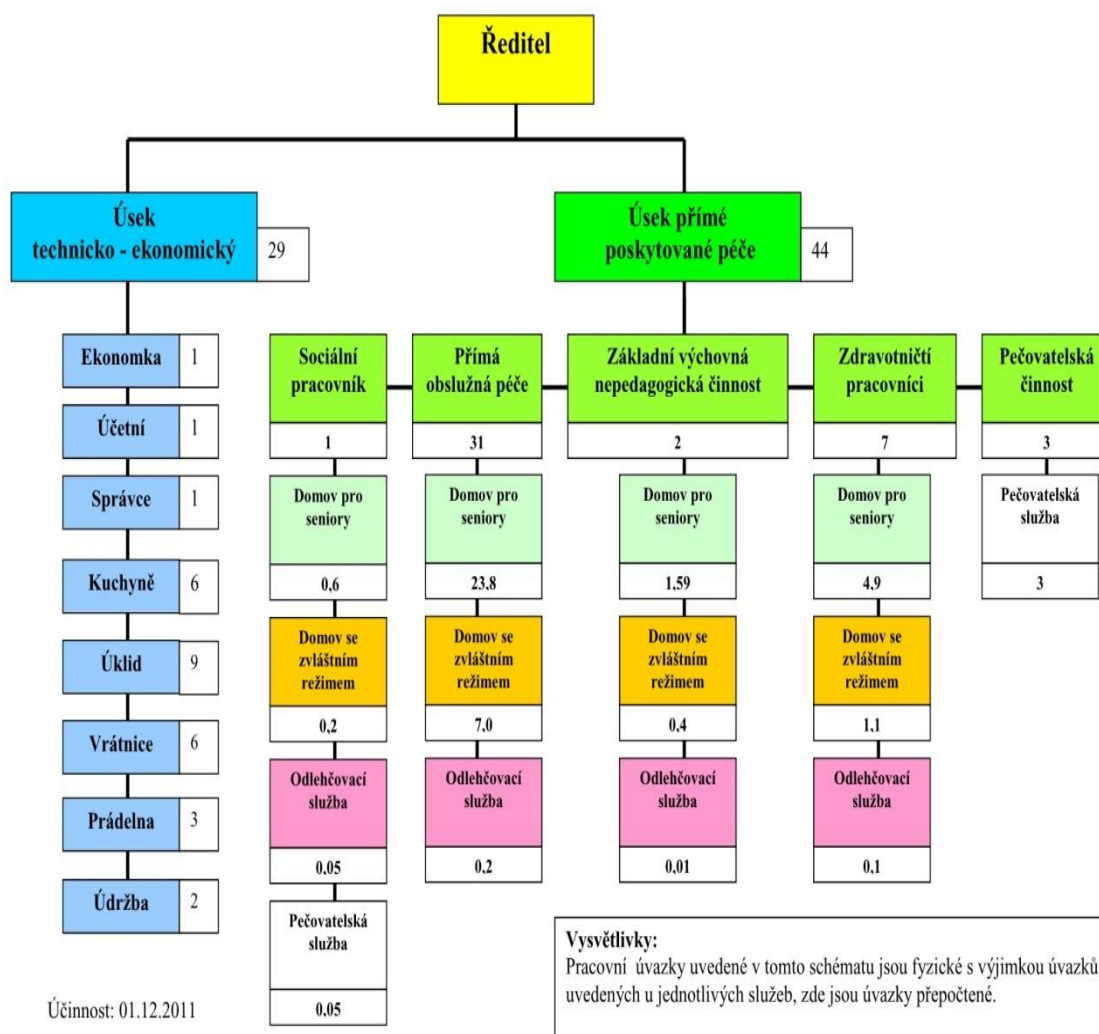 Ředitel
Úsek
technicko - ekonomický
29
Úsek přímé
poskytované péče
44
Ekonomka
1
Účetní
1
Správce
1
Kuchyně
6
Úklid
9
Vrátnice
6
Prádelna
3
Údržba
2
Sociální
pracovník
1
Domov pro
seniory
0,6
Domov se
zvláštním
režimem
0,2
Odlehčovací
služba
0,05
Pečovatelská
služba
0,05
Přímá
obslužná péče
31
Domov pro
seniory
23,8
Domov se
zvláštním
režimem
7,0
Odlehčovací
služba
0,2
Základní výchovná
nepedagogická činnost
2
Domov pro
seniory
1,59
Domov se
zvláštním
režimem
0,4
Odlehčovací
služba
0,01
Zdravotničtí
pracovníci
7
Domov pro
seniory
4,9
Domov se
zvláštním
režimem
1,1
Odlehčovací
služba
0,1
Pečovatelská
činnost
3
Pečovatelská
služba
3
Účinnost: 01.12.2011
Vysvětlivky:
Pracovní úvazky uvedené v tomto schématu jsou fyzické s výjimkou úvazků
uvedených u jednotlivých služeb, zde jsou úvazky přepočtené.